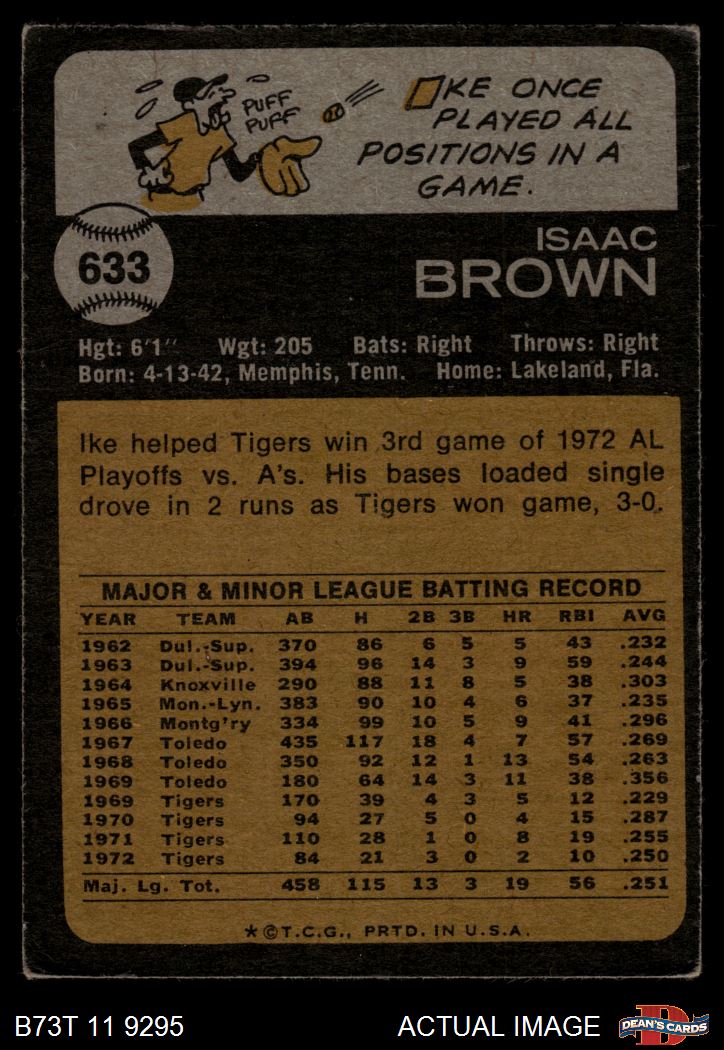 PUFF
PUFF
IKE ONCE
PLAYED ALL
POSITIONS IN A
GAME.
633
ISAAC
BROWN
Hgt: 6'1" Wgt: 205 Bats: Right Throws: Right
Born: 4-13-42, Memphis, Tenn. Home: Lakeland, Fla.
Ike helped Tigers win 3rd game of 1972 AL
Playoffs vs. A's. His bases loaded single
drove in 2 runs as Tigers won game, 3-0.
MAJOR & MINOR LEAGUE BATTING RECORD
YEAR TEAM AB H 2B 3B HR RBI AVG
1962 Dul.-Sup. 370 86 6 5 5 43 .232
1963 Dul.-Sup. 394 96 14 3 9 59 .244
1964 Knoxville 290 88 11 8 5 38 .303
1965 Mon.-Lyn. 383 90 10 4 6 37 .235
1966 Montg'ry 334 99 10 5 9 41 .296
1967 Toledo 435 117 18 4 7 57 .269
1968 Toledo 350 92 12 1 13 54 .263
1969 Toledo 180 64 14 3 11 38 .356
1969 Tigers 170 39 4 3 5 12 .229
1970 Tigers 94 27 5 0 4 15 .287
1971 Tigers 110 28 1 0 8 19 .255
1972 Tigers 84 21 3 0 2 10 .250
Maj. Lg. Tot. 458 115 13 3 19 56 .251
*©T.C.G., PRTD. IN U.S.A.
B73T 11 9295 ACTUAL IMAGE
D
DEAN'S CARDS